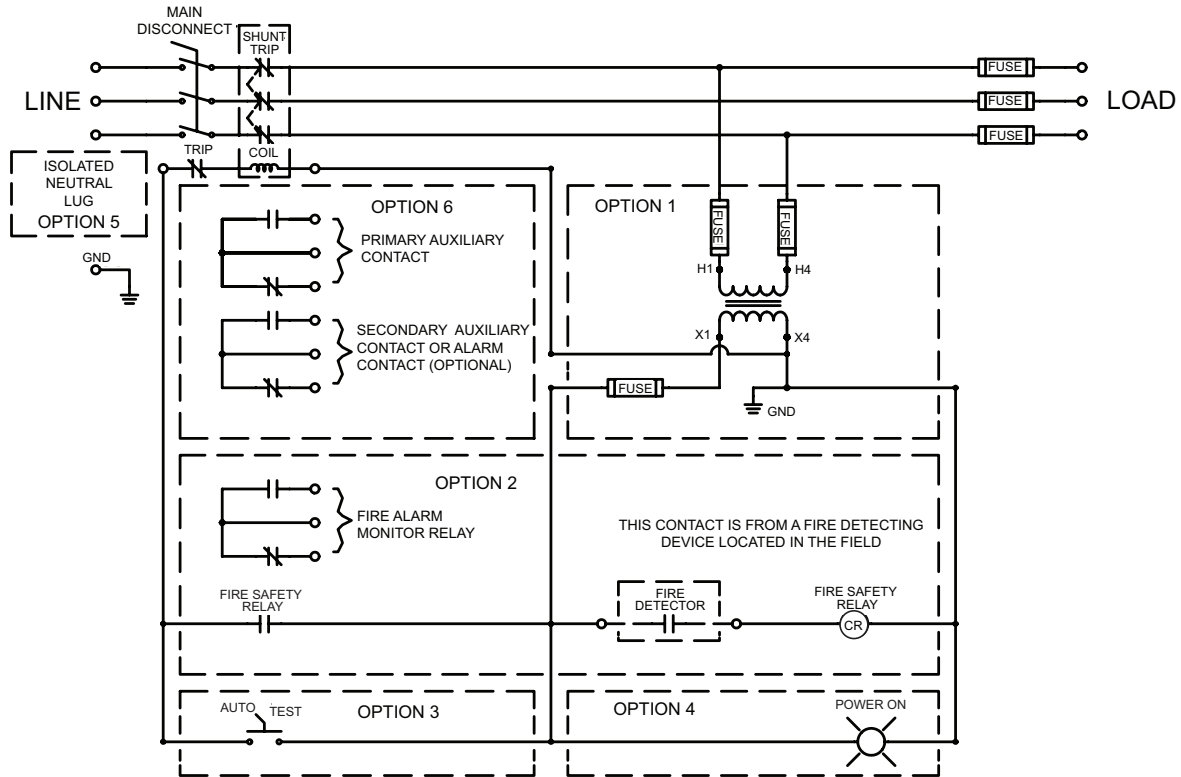 MAIN
DISCONNECT
SHUNT
TRIP
FUSE
LINE
FUSE
LOAD
FUSE
TRIP
COIL
ISOLATED
NEUTRAL
LUG
OPTION 5
OPTION 6
OPTION 1
PRIMARY AUXILIARY
CONTACT
FUSE
FUSE
GND
H1
H4
SECONDARY AUXILIARY
CONTACT OR ALARM
CONTACT (OPTIONAL)
X1
X4
FUSE
GND
OPTION 2
FIRE ALARM
MONITOR RELAY
THIS CONTACT IS FROM A FIRE DETECTING
DEVICE LOCATED IN THE FIELD
FIRE SAFETY
RELAY
FIRE
DETECTOR
FIRE SAFETY
RELAY
CR
AUTO
TEST
OPTION 3
OPTION 4
POWER ON